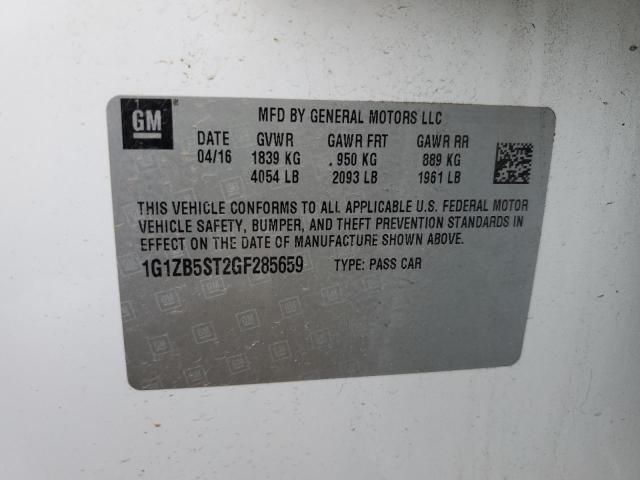 GM
MFD BY GENERAL MOTORS LLC
DATE GVWR GAWR FRT GAWR RR
04/16 1839 KG . 950 KG 889 KG
4054 LB 2093 LB 1961 LB
THIS VEHICLE CONFORMS TO ALL APPLICABLE U.S. FEDERAL MOTOR
VEHICLE SAFETY, BUMPER, AND THEFT PREVENTION STANDARDS IN
EFFECT ON THE DATE OF MANUFACTURE SHOWN ABOVE.
1G1ZB5ST2GF285659 TYPE: PASS CAR